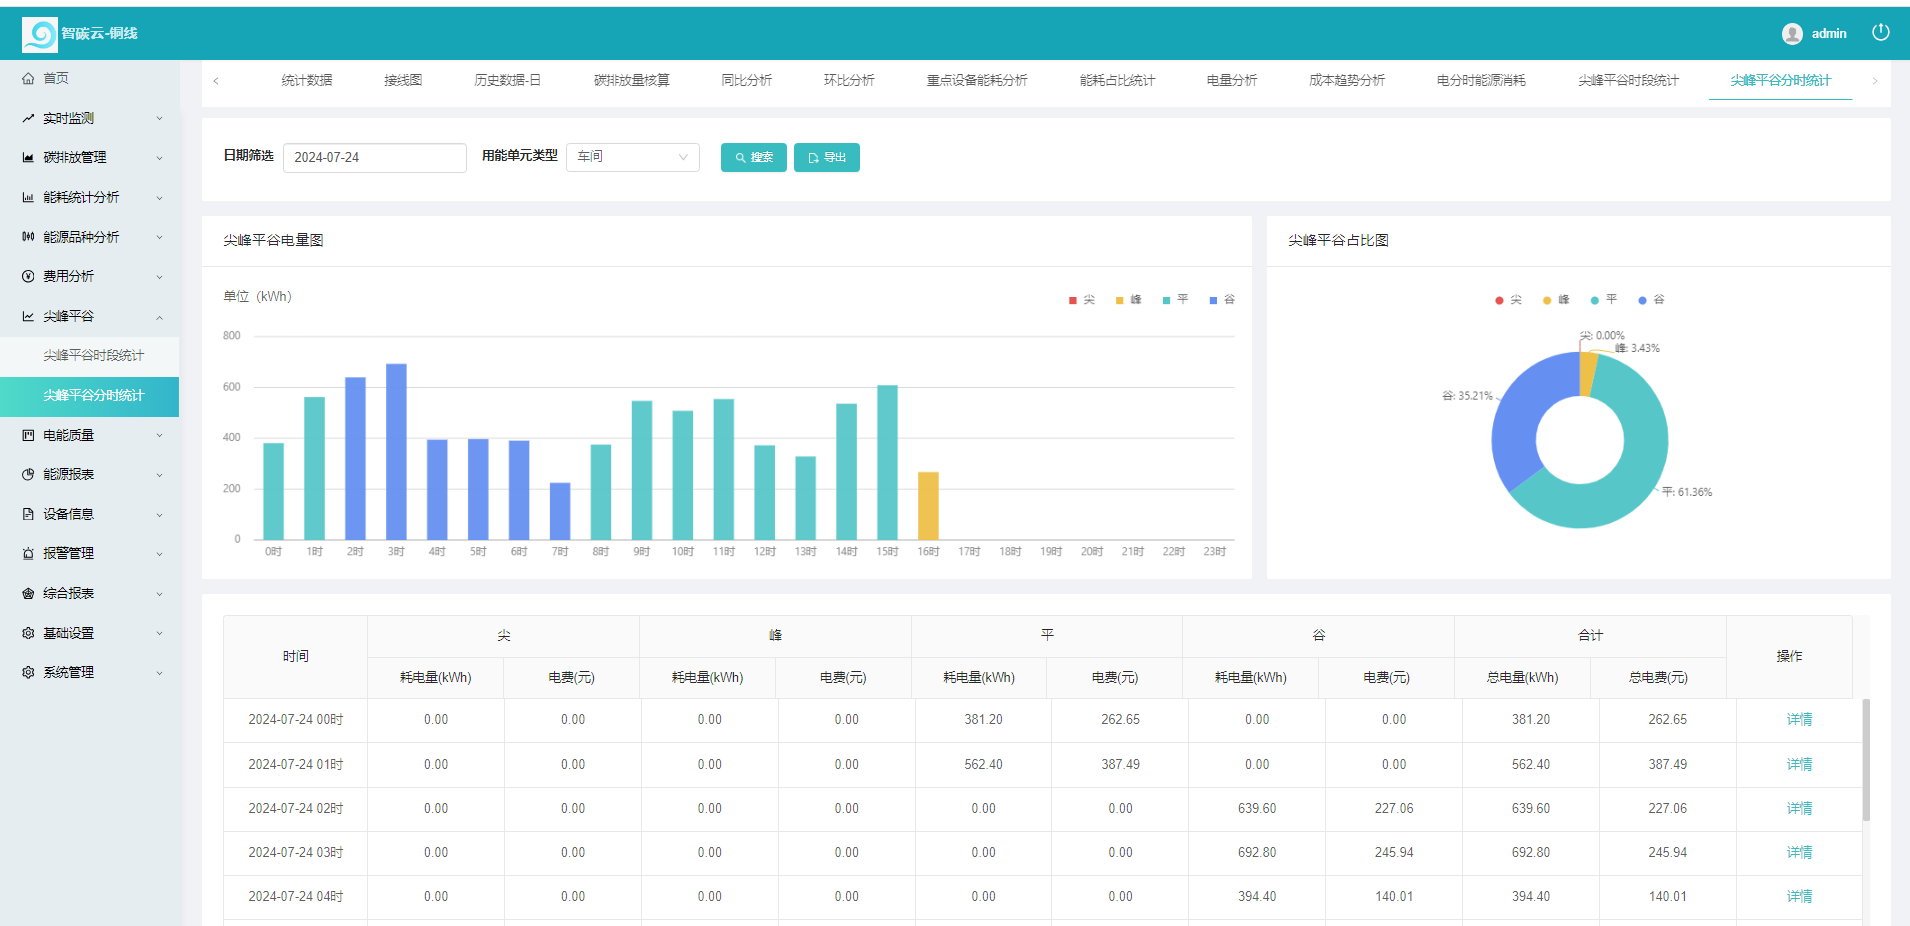 智碳云-铜线
admin
首页
实时监测
碳排放管理
能耗统计分析
能源品种分析
费用分析
尖峰平谷
尖峰平谷时段统计
尖峰平谷分时统计
电能质量
能源报表
设备信息
报警管理
综合报表
基础设置
系统管理
统计数据 接线图 历史数据-日 碳排放量核算 同比分析 环比分析 重点设备能耗分析 能耗占比统计 电量分析 成本趋势分析 电分时能源消耗 尖峰平谷时段统计 尖峰平谷分时统计
日期筛选 2024-07-24 用能单元类型 车间 搜索 导出
尖峰平谷电量图
单位（kWh）
尖 峰 平 谷
800
600
400
200
0
0时 1时 2时 3时 4时 5时 6时 7时 8时 9时 10时 11时 12时 13时 14时 15时 16时 17时 18时 19时 20时 21时 22时 23时
尖峰平谷占比图
尖 峰 平 谷
尖: 0.00%
峰: 3.43%
谷: 35.21%
平: 61.36%
时间 尖 峰 平 谷 合计 操作
耗电量(kWh) 电费(元) 耗电量(kWh) 电费(元) 耗电量(kWh) 电费(元) 耗电量(kWh) 电费(元) 总电量(kWh) 总电费(元)
2024-07-24 00时 0.00 0.00 0.00 0.00 381.20 262.65 0.00 0.00 381.20 262.65 详情
2024-07-24 01时 0.00 0.00 0.00 0.00 562.40 387.49 0.00 0.00 562.40 387.49 详情
2024-07-24 02时 0.00 0.00 0.00 0.00 0.00 0.00 639.60 227.06 639.60 227.06 详情
2024-07-24 03时 0.00 0.00 0.00 0.00 0.00 0.00 692.80 245.94 692.80 245.94 详情
2024-07-24 04时 0.00 0.00 0.00 0.00 0.00 0.00 394.40 140.01 394.40 140.01 详情